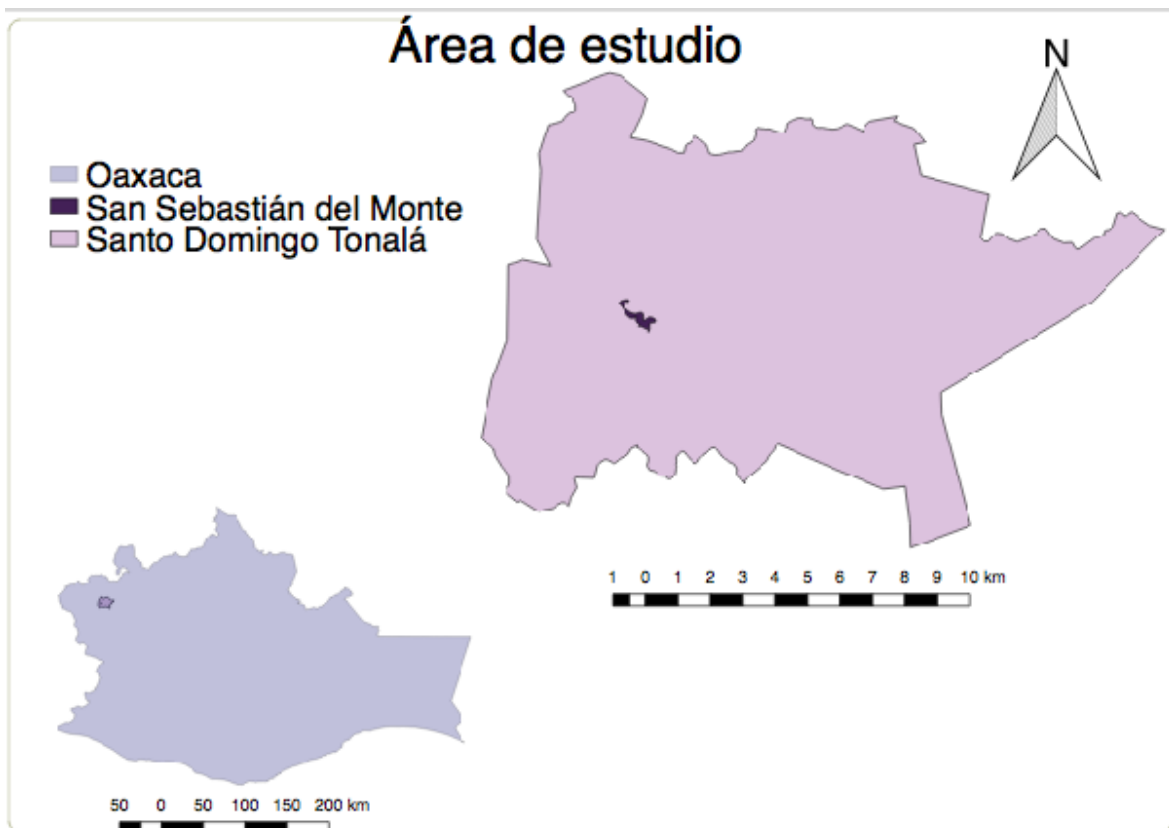 Área de estudio
N
Oaxaca
San Sebastián del Monte
Santo Domingo Tonalá
1 0 1 2 3 4 5 6 7 8 9 10 km
50 0 50 100 150 200 km